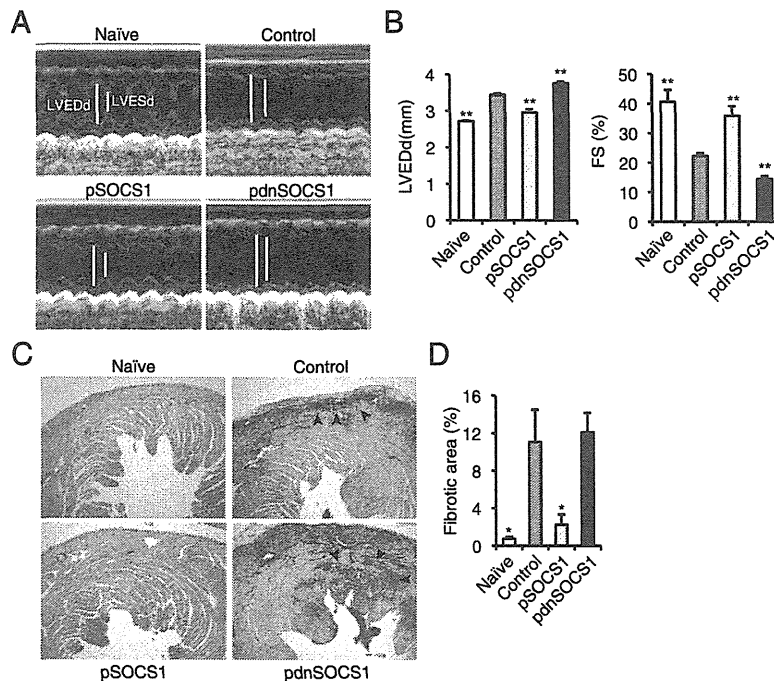 A
Naïve
Control
LVEDd
LVESd
pSOCS1
pdnSOCS1
B
LVEDd(mm)
4
3
2
1
0
**
**
**
Naïve
Control
pSOCS1
pdnSOCS1
FS (%)
50
40
30
20
10
0
**
**
**
Naïve
Control
pSOCS1
pdnSOCS1
C
Naïve
Control
pSOCS1
pdnSOCS1
D
Fibrotic area (%)
16
12
8
4
0
*
*
Naïve
Control
pSOCS1
pdnSOCS1